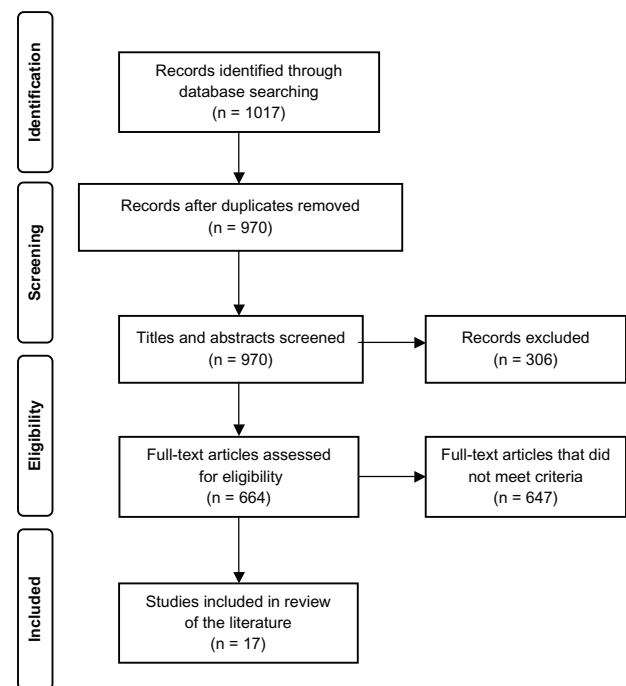 Identification
Records identified through
database searching
(n = 1017)
Screening
Records after duplicates removed
(n = 970)
Titles and abstracts screened
(n = 970)
Records excluded
(n = 306)
Eligibility
Full-text articles assessed
for eligibility
(n = 664)
Full-text articles that did
not meet criteria
(n = 647)
Included
Studies included in review
of the literature
(n = 17)